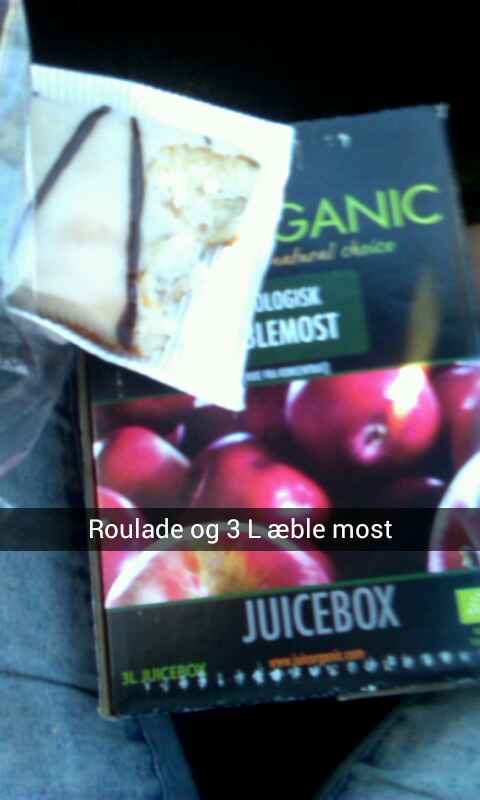 GANIC
natural choice
OLOGISK
BLEMOST
Roulade og 3 L æble most
JUICEBOX
3L JUICEBOX